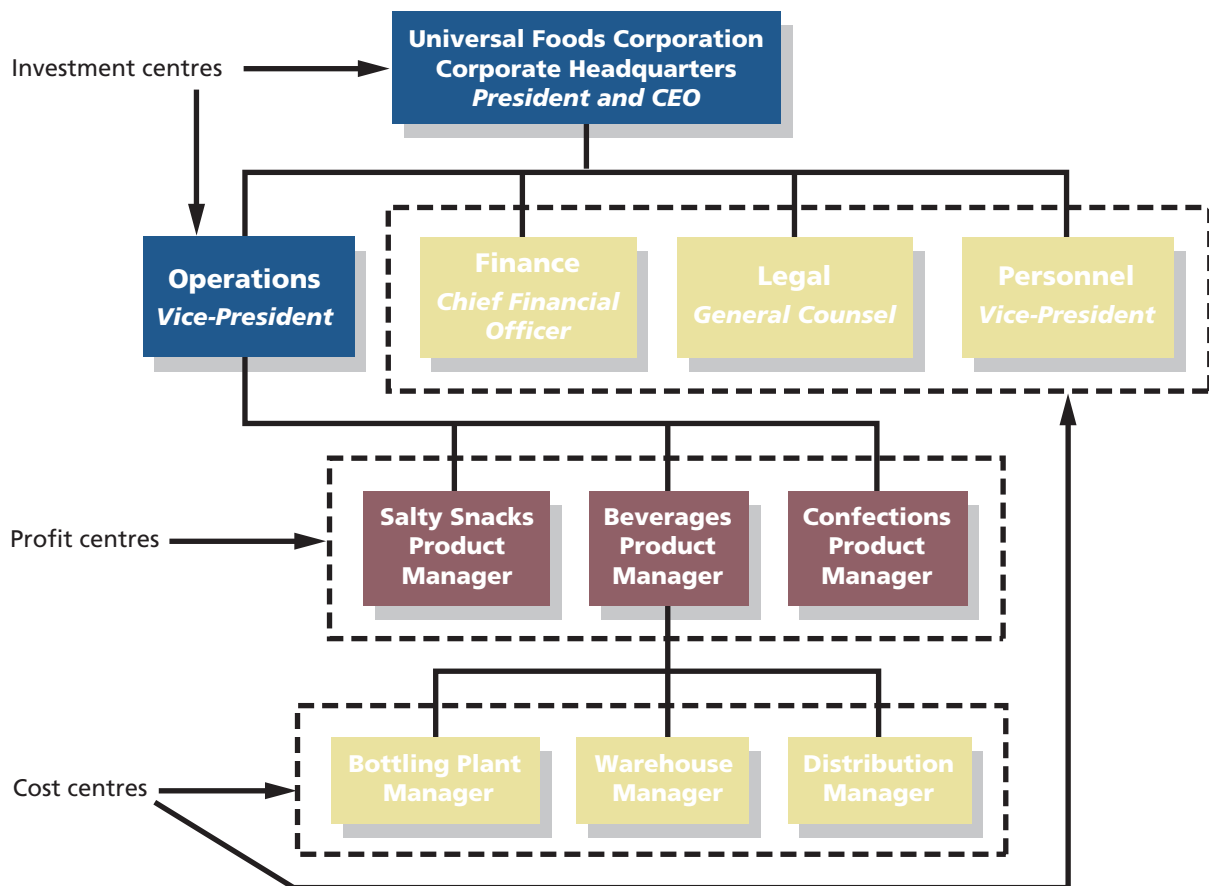 Universal Foods Corporation
Corporate Headquarters
President and CEO
Investment centres
Operations
Vice-President
Finance
Chief Financial
Officer
Legal
General Counsel
Personnel
Vice-President
Profit centres
Salty Snacks
Product
Manager
Beverages
Product
Manager
Confections
Product
Manager
Cost centres
Bottling Plant
Manager
Warehouse
Manager
Distribution
Manager